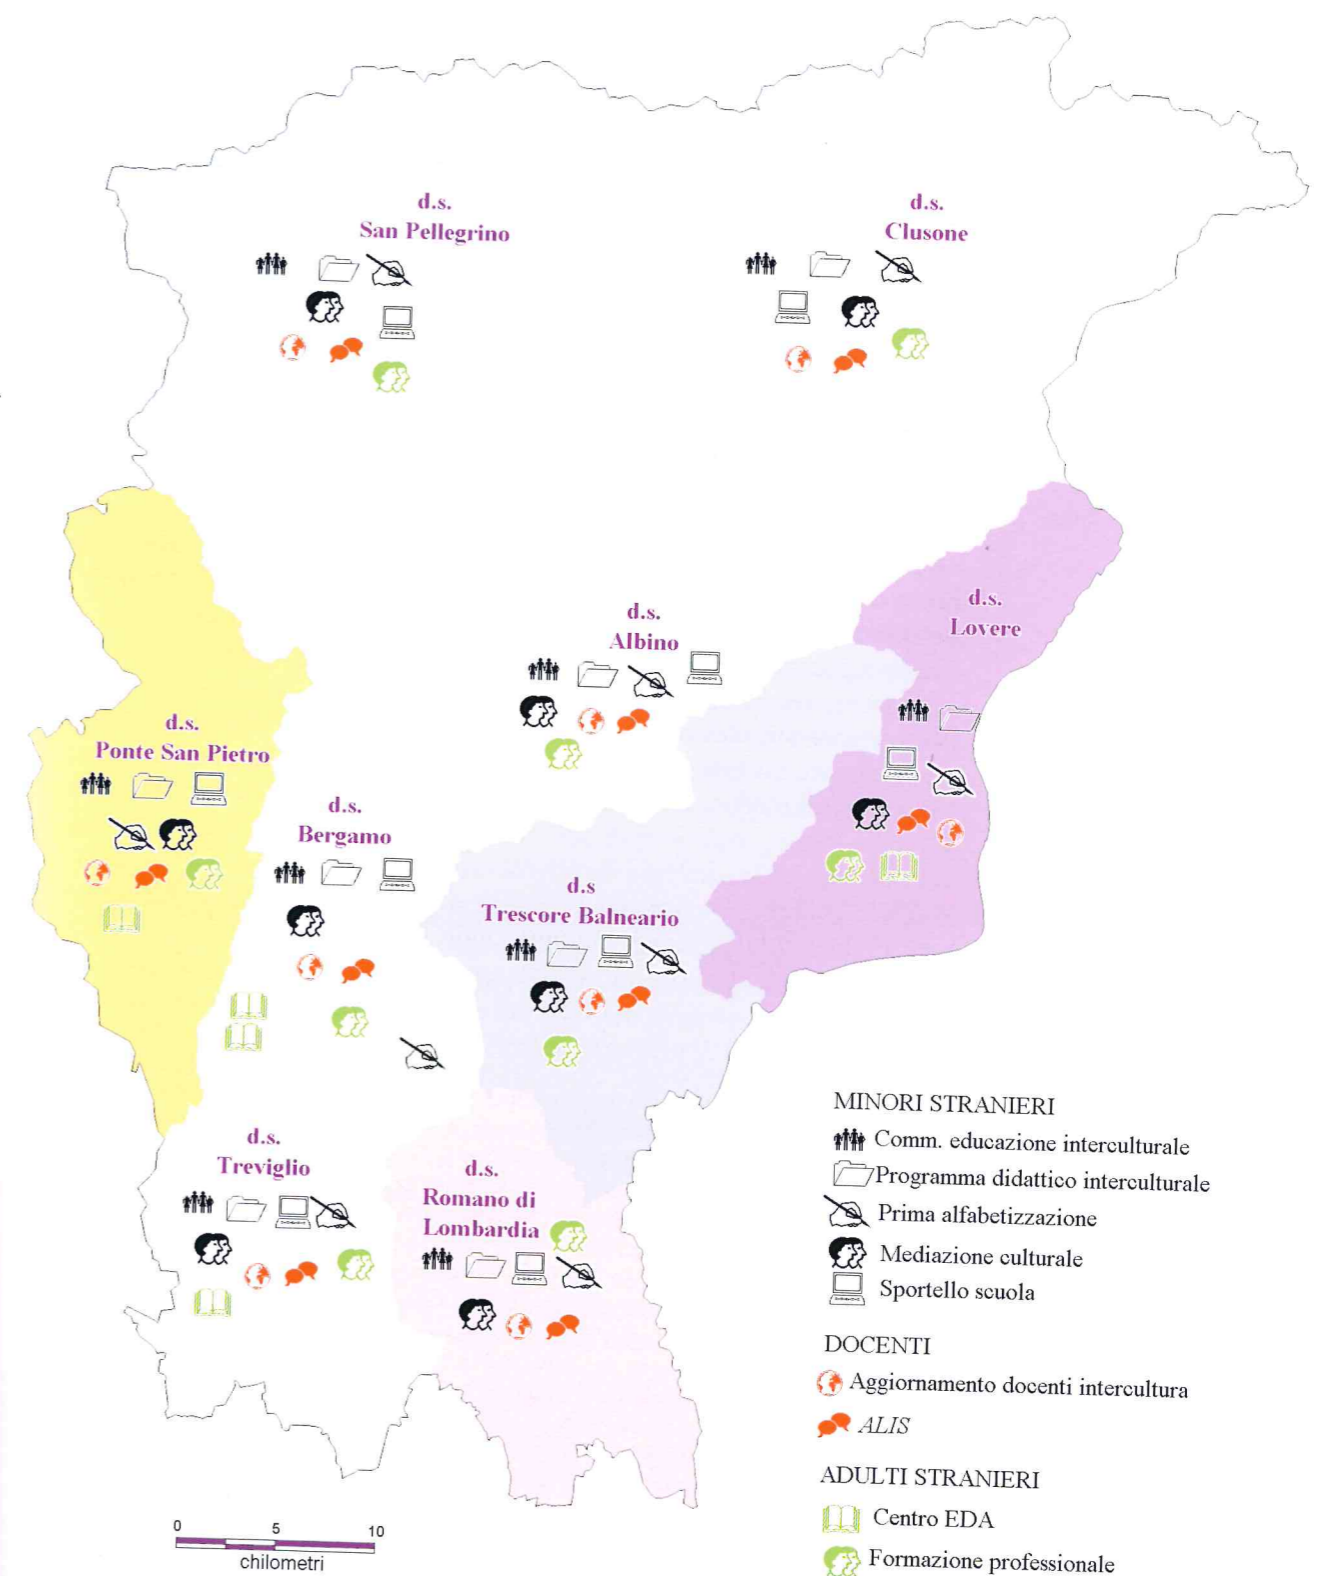 d.s.
San Pellegrino
d.s.
Clusone
d.s.
Lovere
d.s.
Albino
d.s.
Ponte San Pietro
d.s.
Bergamo
d.s
Trescore Balneario
d.s.
Treviglio
d.s.
Romano di
Lombardia
MINORI STRANIERI
Comm. educazione interculturale
Programma didattico interculturale
Prima alfabetizzazione
Mediazione culturale
Sportello scuola
DOCENTI
Aggiornamento docenti intercultura
ALIS
ADULTI STRANIERI
Centro EDA
Formazione professionale
0 5 10
chilometri